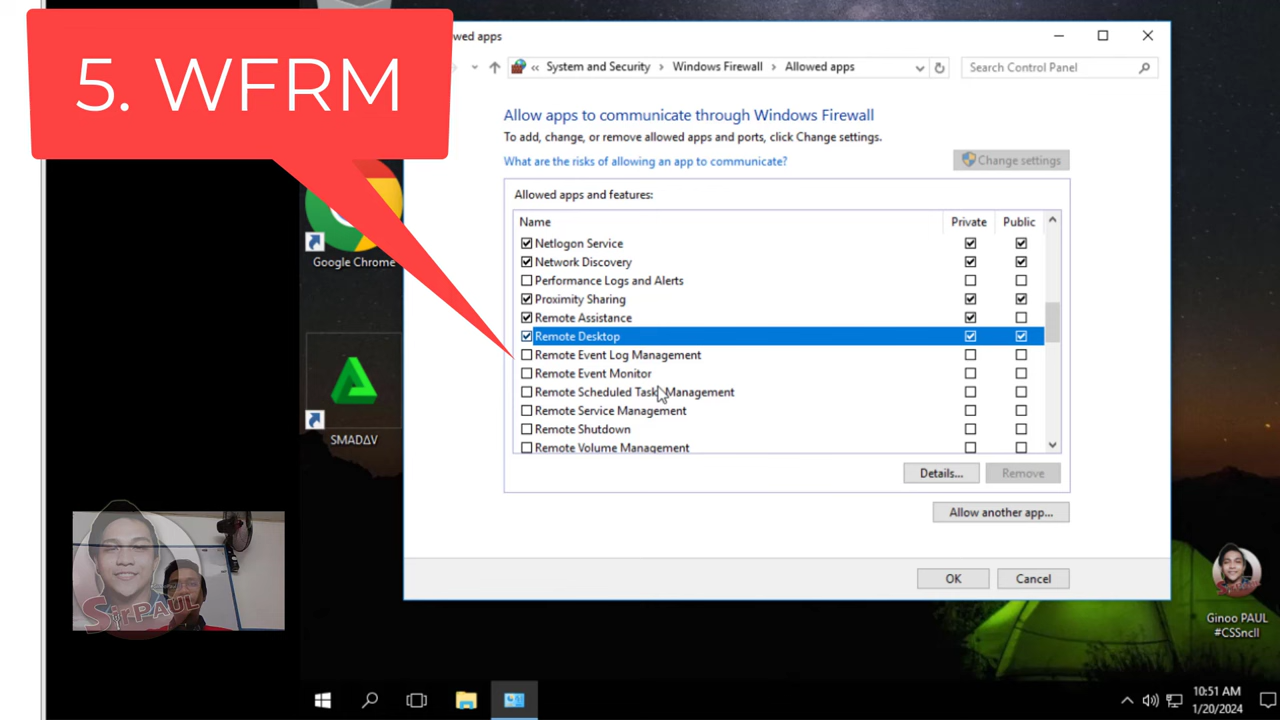 5. WFRM
wed apps
System and Security
Windows Firewall
Allowed apps
Search Control Panel
Allow apps to communicate through Windows Firewall
To add, change, or remove allowed apps and ports, click Change settings.
What are the risks of allowing an app to communicate?
Change settings
Allowed apps and features:
Name Private Public
Netlogon Service
Network Discovery
Performance Logs and Alerts
Proximity Sharing
Remote Assistance
Remote Desktop
Remote Event Log Management
Remote Event Monitor
Remote Scheduled Task Management
Remote Service Management
Remote Shutdown
Remote Volume Management
Details...
Remove
Allow another app...
OK
Cancel
Google Chrome
SMADΔV
SirPAUL
Ginoo PAUL
#CSSncII
10:51 AM
1/20/2024